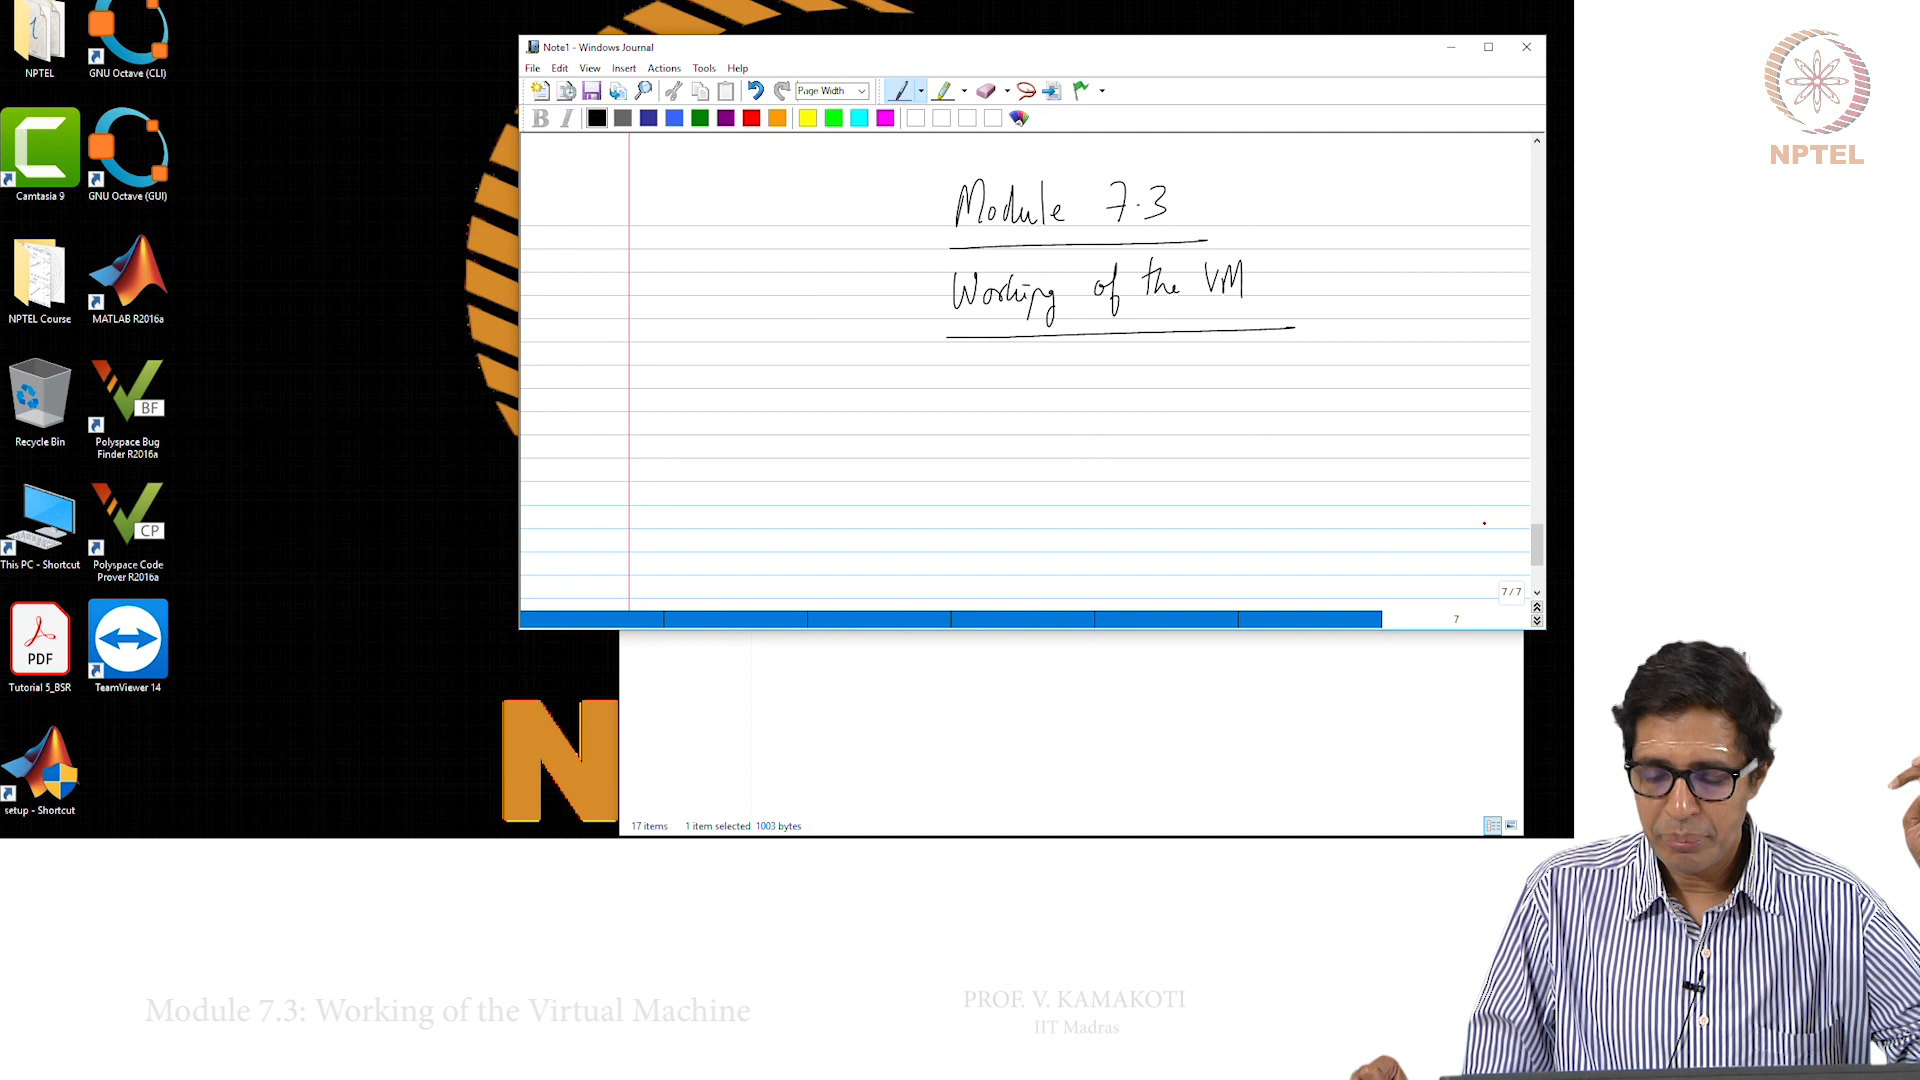 NPTEL
GNU Octave (CLI)
Camtasia 9
GNU Octave (GUI)
NPTEL Course
MATLAB R2016a
Recycle Bin
BF
Polyspace Bug
Finder R2016a
This PC - Shortcut
CP
Polyspace Code
Prover R2016a
PDF
Tutorial 5_BSR
TeamViewer 14
setup - Shortcut
N
Note1 - Windows Journal
File Edit View Insert Actions Tools Help
Page Width
B I
Module 7.3
Working of the VM
7 / 7
7
17 items 1 item selected 1003 bytes
NPTEL
Module 7.3: Working of the Virtual Machine
PROF. V. KAMAKOTI
IIT Madras